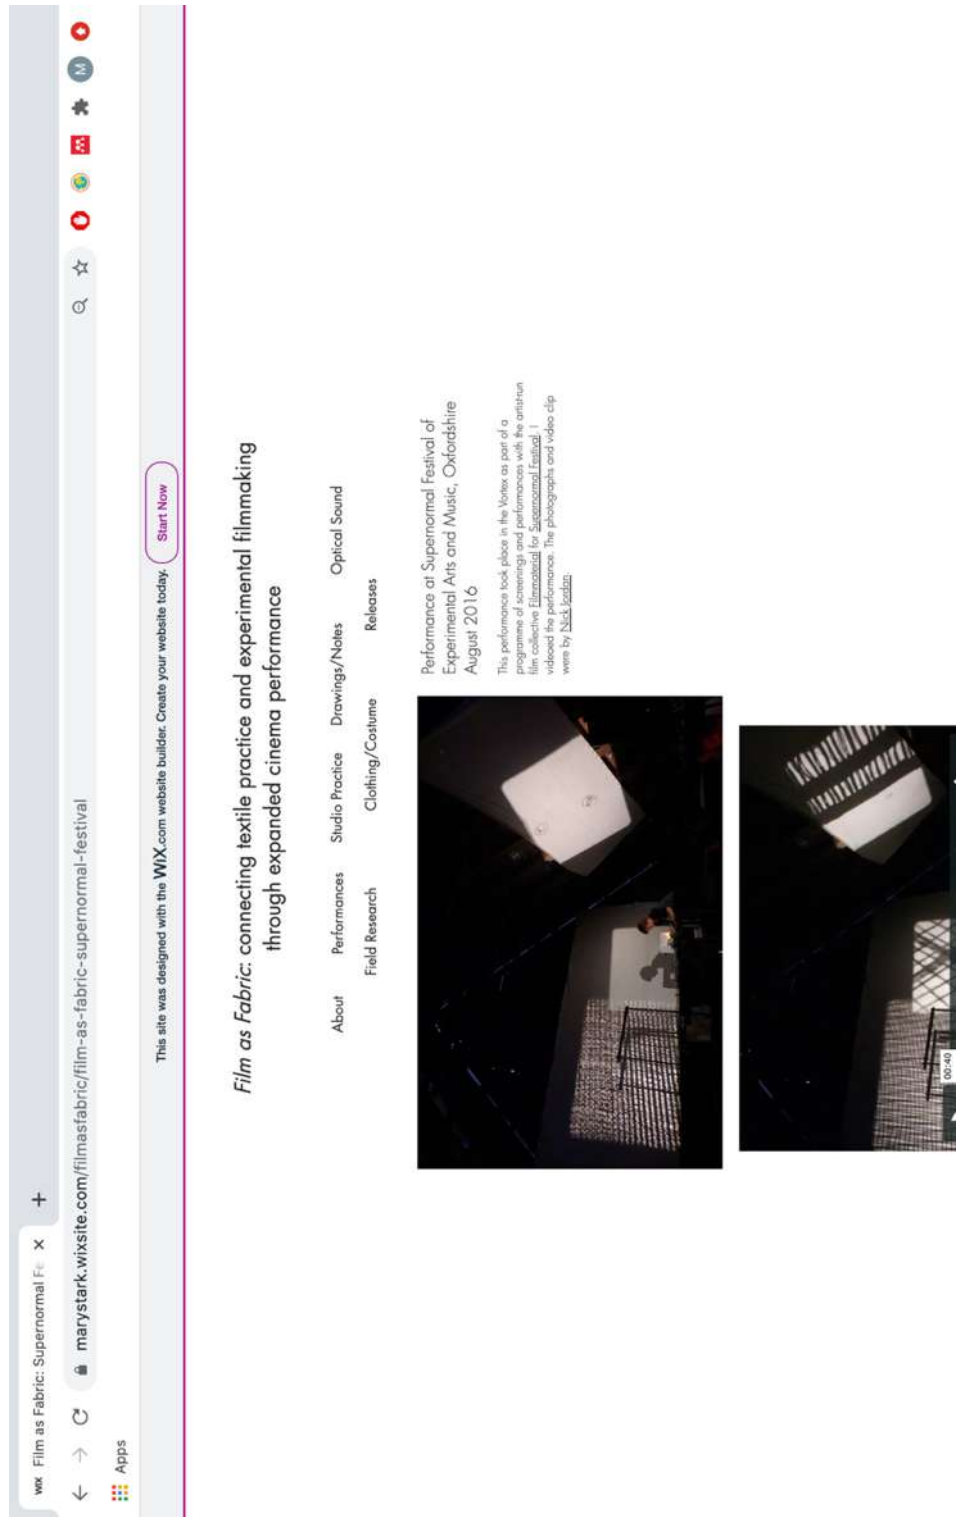 WiX Film as Fabric: Supernormal Fe
marystark.wixsite.com/filmasfabric/film-as-fabric-supernormal-festival
M
Apps
This site was designed with the WiX.com website builder. Create your website today. Start Now
Film as Fabric: connecting textile practice and experimental filmmaking
through expanded cinema performance
About Performances Studio Practice Drawings/Notes Optical Sound
Field Research Clothing/Costume Releases
Performance at Supernormal Festival of
Experimental Arts and Music, Oxfordshire
August 2016
This performance took place in the Vortex as part of a
programme of screenings and performances with the artist-run
film collective Filmmaterial for Supernormal Festival. I
videoed the performance. The photographs and video clip
were by Nick Jordan.
00:40